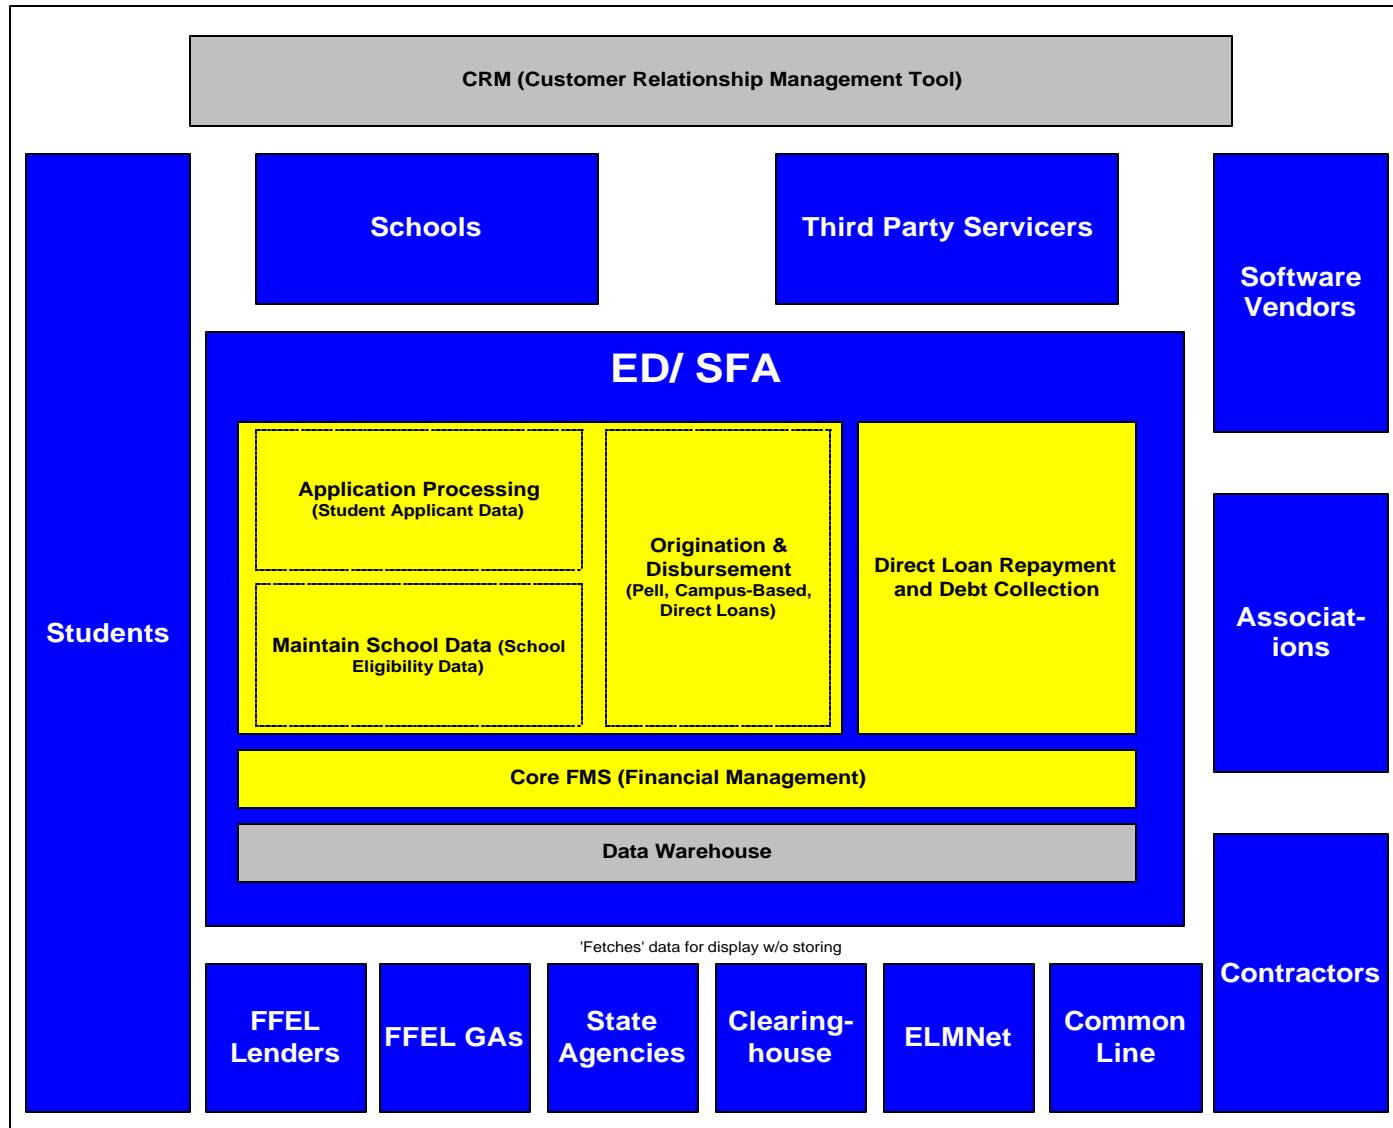 CRM (Customer Relationship Management Tool)
Schools
Third Party Servicers
Software
Vendors
ED/ SFA
Application Processing
(Student Applicant Data)
Origination &
Disbursement
(Pell, Campus-Based,
Direct Loans)
Direct Loan Repayment
and Debt Collection
Students
Maintain School Data (School
Eligibility Data)
Associat-
ions
Core FMS (Financial Management)
Data Warehouse
'Fetches' data for display w/o storing
Contractors
FFEL
Lenders
FFEL GAs
State
Agencies
Clearing-
house
ELMNet
Common
Line